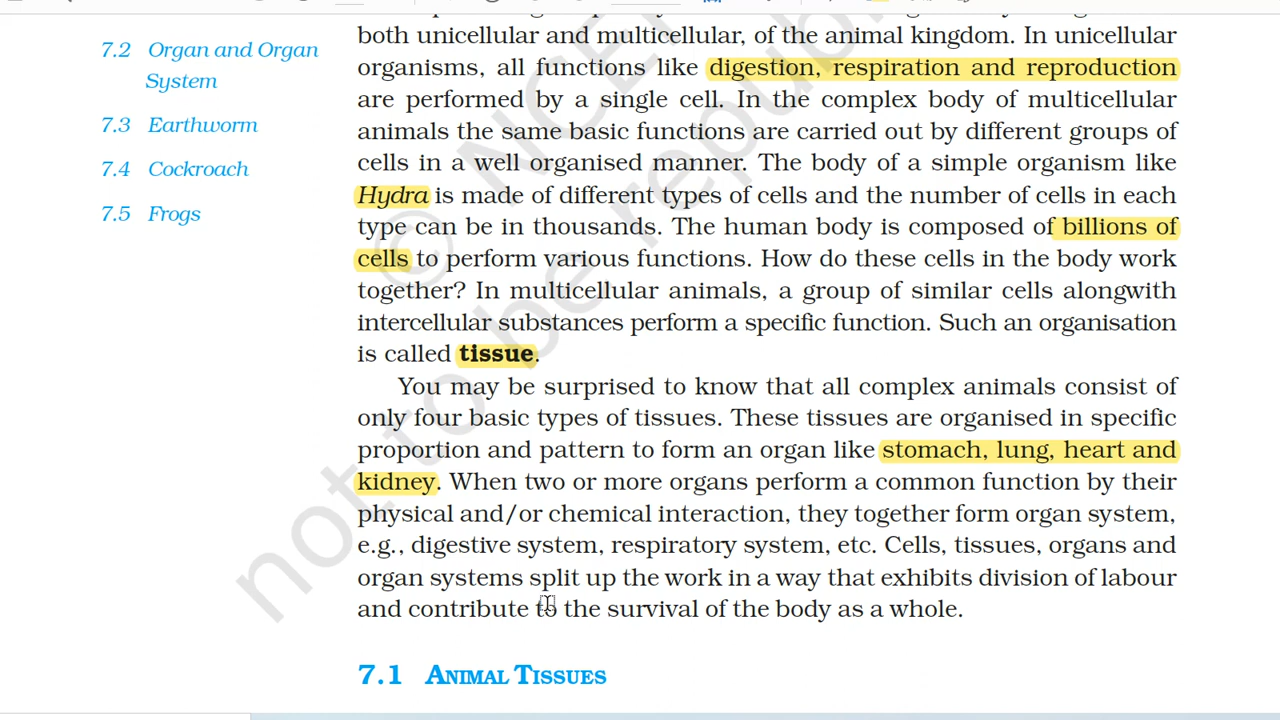 7.2 Organ and Organ
System
7.3 Earthworm
7.4 Cockroach
7.5 Frogs
both unicellular and multicellular, of the animal kingdom. In unicellular
organisms, all functions like digestion, respiration and reproduction
are performed by a single cell. In the complex body of multicellular
animals the same basic functions are carried out by different groups of
cells in a well organised manner. The body of a simple organism like
Hydra is made of different types of cells and the number of cells in each
type can be in thousands. The human body is composed of billions of
cells to perform various functions. How do these cells in the body work
together? In multicellular animals, a group of similar cells alongwith
intercellular substances perform a specific function. Such an organisation
is called tissue.
You may be surprised to know that all complex animals consist of
only four basic types of tissues. These tissues are organised in specific
proportion and pattern to form an organ like stomach, lung, heart and
kidney. When two or more organs perform a common function by their
physical and/or chemical interaction, they together form organ system,
e.g., digestive system, respiratory system, etc. Cells, tissues, organs and
organ systems split up the work in a way that exhibits division of labour
and contribute to the survival of the body as a whole.
7.1 ANIMAL TISSUES
© NCE
not to be republi